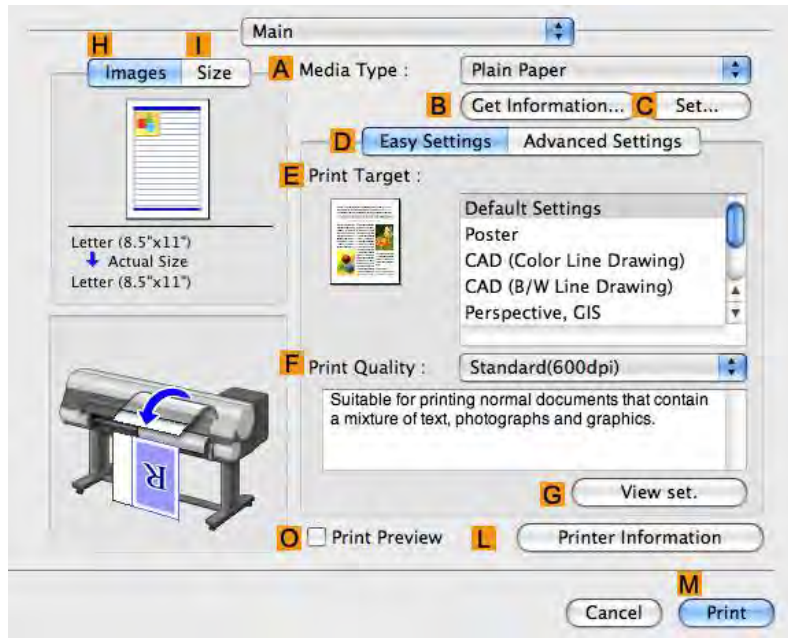 Main
H I
Images Size
A Media Type : Plain Paper
B Get Information... C Set...
D Easy Settings Advanced Settings
E Print Target :
Default Settings
Poster
CAD (Color Line Drawing)
CAD (B/W Line Drawing)
Perspective, GIS
Letter (8.5"x11")
Actual Size
Letter (8.5"x11")
F Print Quality : Standard(600dpi)
Suitable for printing normal documents that contain
a mixture of text, photographs and graphics.
R
G View set.
O Print Preview L Printer Information
M
Cancel Print